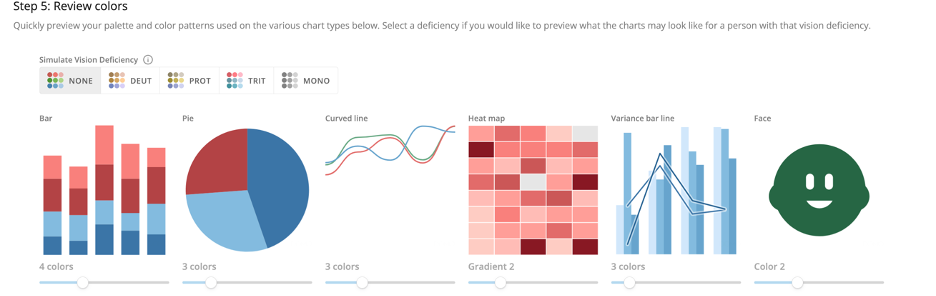 Step 5: Review colors
Quickly preview your palette and color patterns used on the various chart types below. Select a deficiency if you would like to preview what the charts may look like for a person with that vision deficiency.
Simulate Vision Deficiency i
NONE DEUT PROT TRIT MONO
Bar Pie Curved line Heat map Variance bar line Face
4 colors 3 colors 3 colors Gradient 2 3 colors Color 2